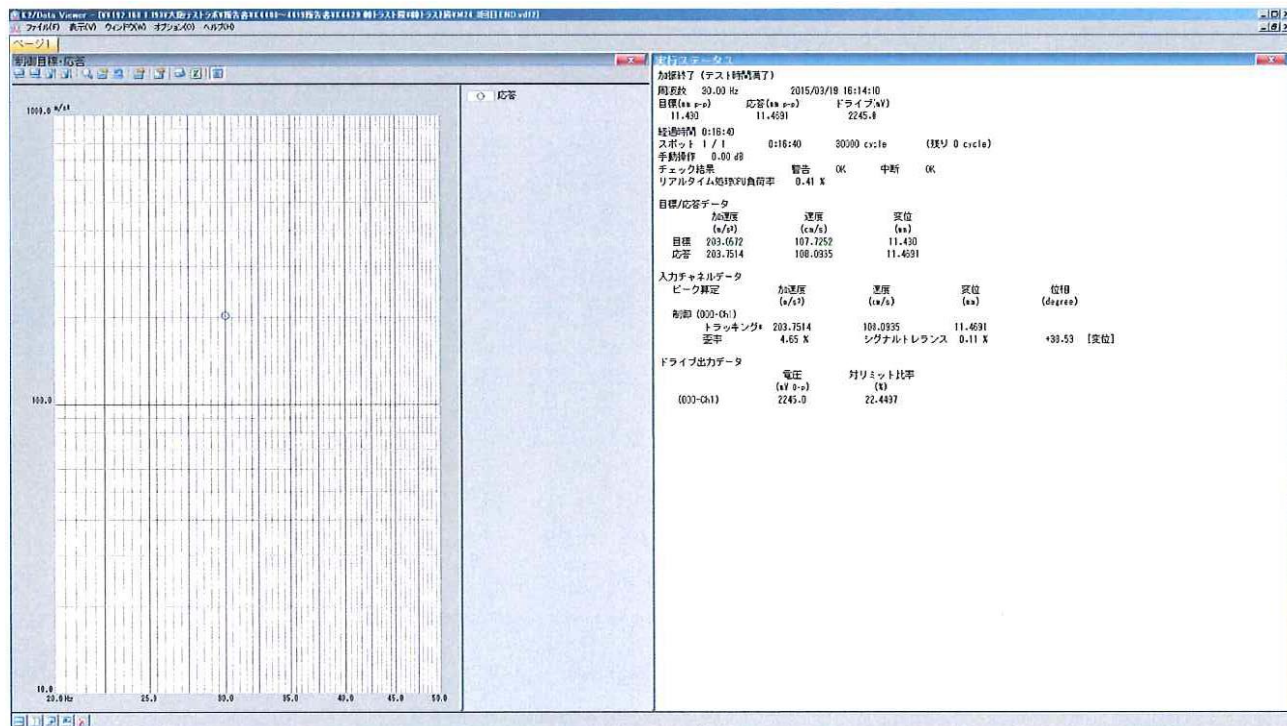 K2/Data Viewer
ファイル(F) 表示(V) ウィンドウ(W) オプション(O) ヘルプ(H)
ページ1
制御目標・応答
応答
1000.0 m/s²
100.0
10.0
20.0 Hz 25.0 30.0 35.0 40.0 45.0 50.0
実行ステータス
加振終了 (テスト時間満了)
周波数 30.00 Hz 2015/03/19 16:14:10
目標(mm p-p) 応答(mm p-p) ドライブ(mV)
11.430 11.4691 2245.0
経過時間 0:16:40
スポット 1 / 1 0:16:40 30000 cycle (残り 0 cycle)
手動操作 0.00 dB
チェック結果 警告 OK 中断 OK
リアルタイム処理CPU負荷率 0.41 %
目標/応答データ
加速度 速度 変位
(m/s²) (cm/s) (mm)
目標 203.0572 107.7252 11.430
応答 203.7514 108.0935 11.4691
入力チャネルデータ
ピーク算定 加速度 速度 変位 位相
(m/s²) (cm/s) (mm) (degree)
制御 (000-Ch1)
トラッキング* 203.7514 108.0935 11.4691
歪率 4.65 % シグナルトレランス 0.11 % +30.53 [変位]
ドライブ出力データ
電圧 対リミット比率
(mV 0-p) (%)
(000-Ch1) 2245.0 22.4497